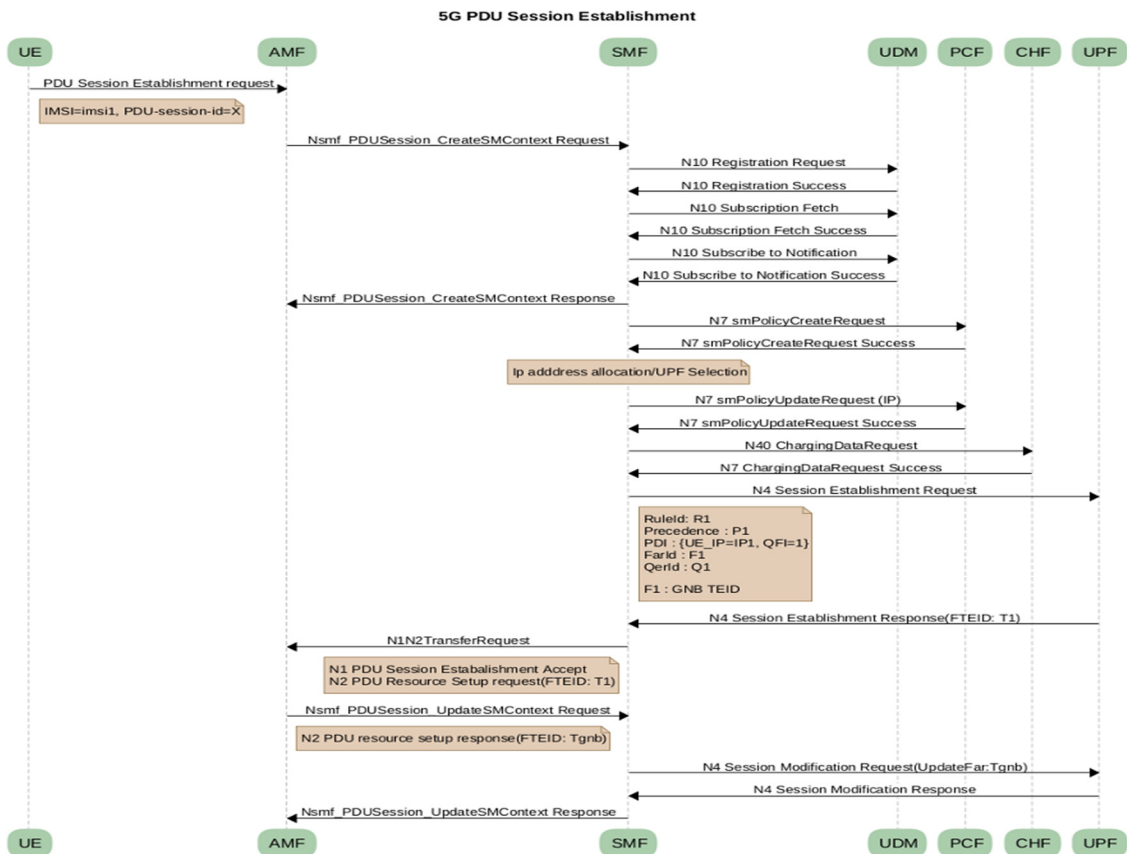 5G PDU Session Establishment
UE AMF SMF UDM PCF CHF UPF
PDU Session Establishment request
IMSI=imsi1, PDU-session-id=X
Nsmf_PDUSession_CreateSMContext Request
N10 Registration Request
N10 Registration Success
N10 Subscription Fetch
N10 Subscription Fetch Success
N10 Subscribe to Notification
N10 Subscribe to Notification Success
Nsmf_PDUSession_CreateSMContext Response
N7 smPolicyCreateRequest
N7 smPolicyCreateRequest Success
Ip adddress allocation/UPF Selection
N7 smPolicyUpdateRequest (IP)
N7 smPolicyUpdateRequest Success
N40 ChargingDataRequest
N7 ChargingDataRequest Success
N4 Session Establishment Request
RuleId: R1
Precedence : P1
PDI : {UE_IP=IP1, QFI=1}
FarId : F1
QerId : Q1
F1 : GNB TEID
N4 Session Establishment Response(FTEID: T1)
N1N2TransferRequest
N1 PDU Session Estabalishment Accept
N2 PDU Resource Setup request(FTEID: T1)
Nsmf_PDUSession_UpdateSMContext Request
N2 PDU resource setup response(FTEID: Tgnb)
N4 Session Modification Request(UpdateFar:Tgnb)
N4 Session Modification Response
Nsmf_PDUSession_UpdateSMContext Response
UE AMF SMF UDM PCF CHF UPF